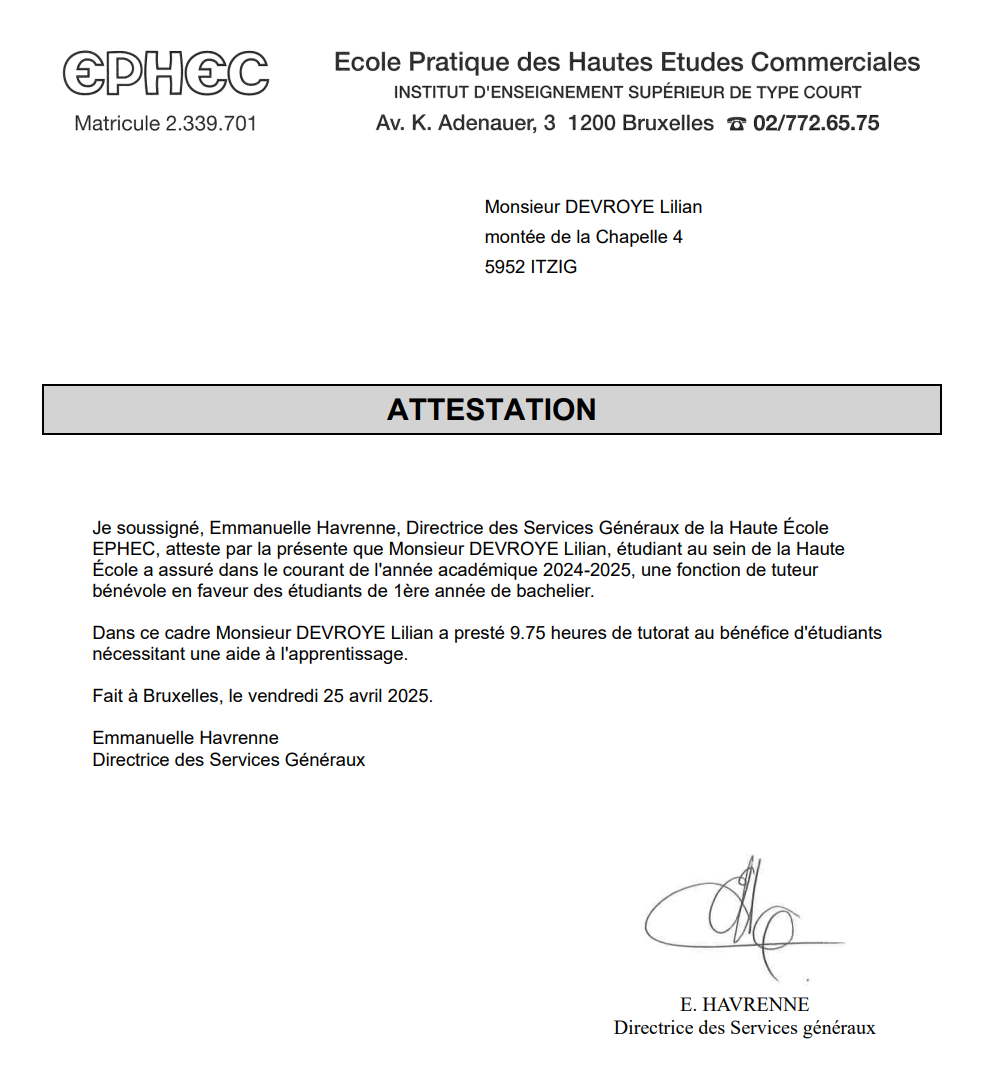 EPHEC
Ecole Pratique des Hautes Etudes Commerciales
INSTITUT D'ENSEIGNEMENT SUPÉRIEUR DE TYPE COURT
Matricule 2.339.701
Av. K. Adenauer, 3 1200 Bruxelles ☎ 02/772.65.75
Monsieur DEVROYE Lilian
montée de la Chapelle 4
5952 ITZIG
ATTESTATION
Je soussigné, Emmanuelle Havrenne, Directrice des Services Généraux de la Haute École
EPHEC, atteste par la présente que Monsieur DEVROYE Lilian, étudiant au sein de la Haute
École a assuré dans le courant de l'année académique 2024-2025, une fonction de tuteur
bénévole en faveur des étudiants de 1ère année de bachelier.
Dans ce cadre Monsieur DEVROYE Lilian a presté 9.75 heures de tutorat au bénéfice d'étudiants
nécessitant une aide à l'apprentissage.
Fait à Bruxelles, le vendredi 25 avril 2025.
Emmanuelle Havrenne
Directrice des Services Généraux
E. HAVRENNE
Directrice des Services généraux